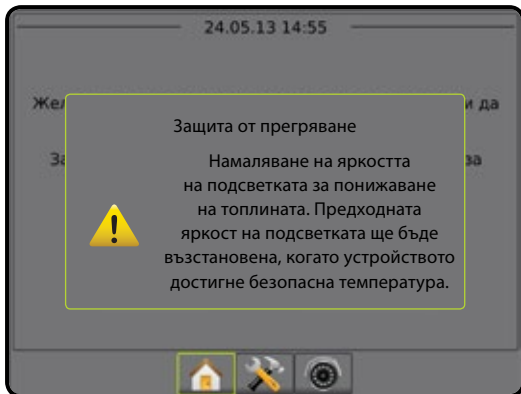 24.05.13 14:55
Жел
и да
Защита от прегряване
За
за
Намаляване на яркостта
на подсветката за понижаване
на топлината. Предходната
яркост на подсветката ще бъде
възстановена, когато устройството
достигне безопасна температура.